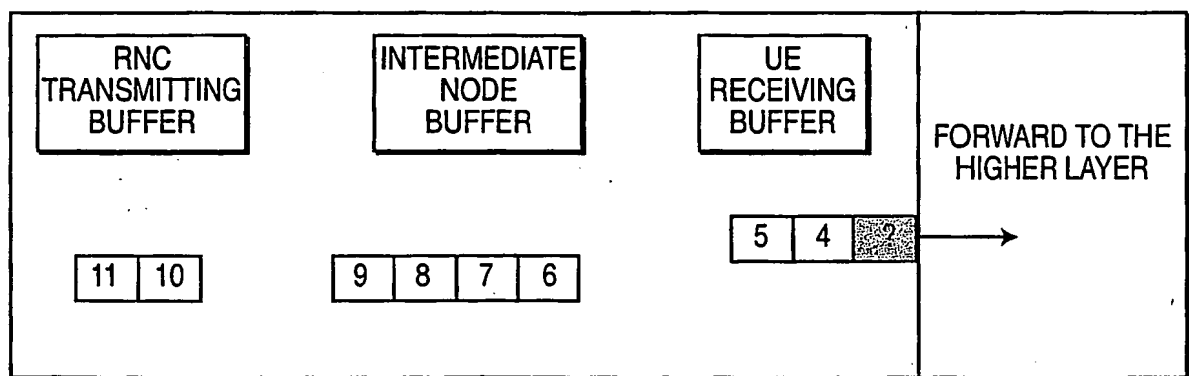 RNC
TRANSMITTING
BUFFER
INTERMEDIATE
NODE
BUFFER
UE
RECEIVING
BUFFER
FORWARD TO THE
HIGHER LAYER
5 4
11 10
9 8 7 6